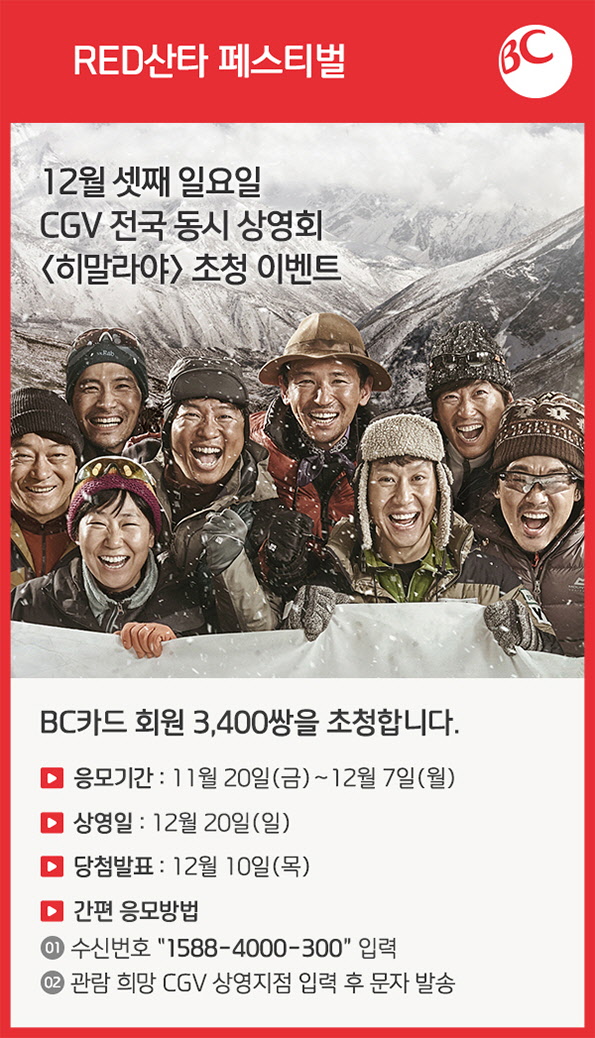 RED산타 페스티벌
BC
12월 셋째 일요일
CGV 전국 동시 상영회
<히말라야> 초청 이벤트
Rab
BC카드 회원 3,400쌍을 초청합니다.
응모기간 : 11월 20일(금)~12월 7일(월)
상영일 : 12월 20일(일)
당첨발표 : 12월 10일(목)
간편 응모방법
01 수신번호 "1588-4000-300" 입력
02 관람 희망 CGV 상영지점 입력 후 문자 발송